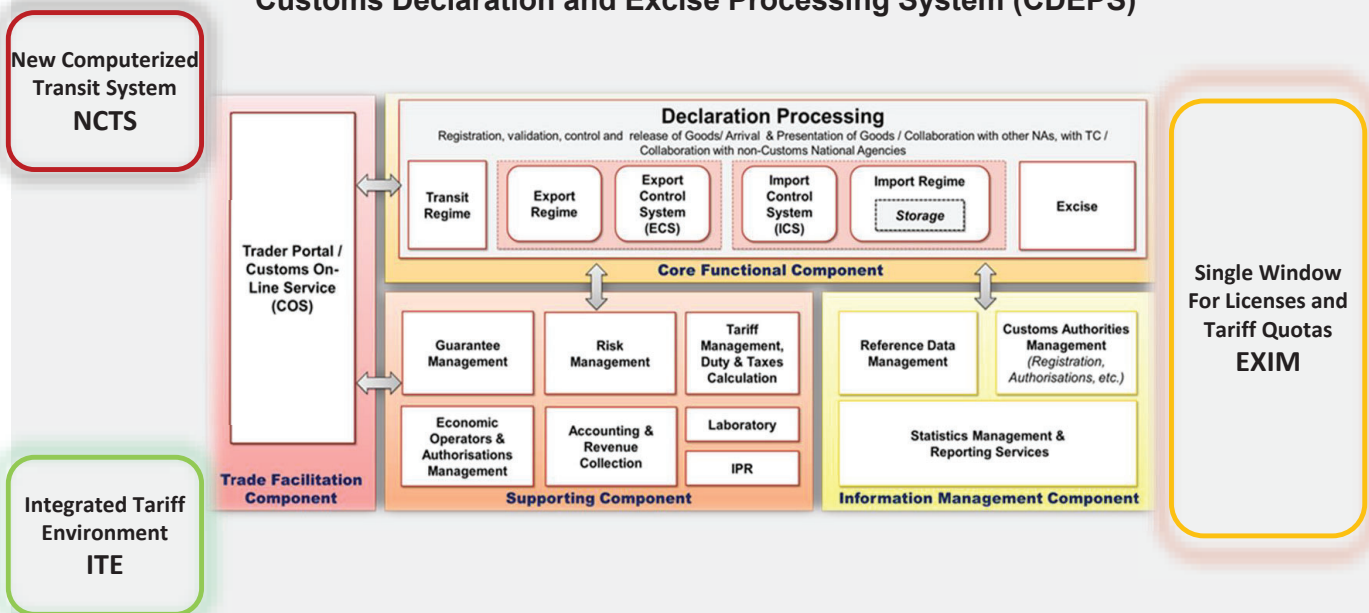 Customs Declaration and Excise Processing System (CDEPS)
New Computerized
Transit System
NCTS
Declaration Processing
Registration, validation, control and release of Goods/ Arrival & Presentation of Goods / Collaboration with other NAs, with TC /
Collaboration with non-Customs National Agencies
Transit
Regime
Export
Regime
Export
Control
System
(ECS)
Import
Control
System
(ICS)
Import Regime
Storage
Excise
Core Functional Component
Trader Portal /
Customs On-
Line Service
(COS)
Trade Facilitation
Component
Guarantee
Management
Risk
Management
Tariff
Management,
Duty & Taxes
Calculation
Economic
Operators &
Authorisations
Management
Accounting &
Revenue
Collection
Laboratory
IPR
Supporting Component
Reference Data
Management
Customs Authorities
Management
(Registration,
Authorisations, etc.)
Statistics Management &
Reporting Services
Information Management Component
Single Window
For Licenses and
Tariff Quotas
EXIM
Integrated Tariff
Environment
ITE